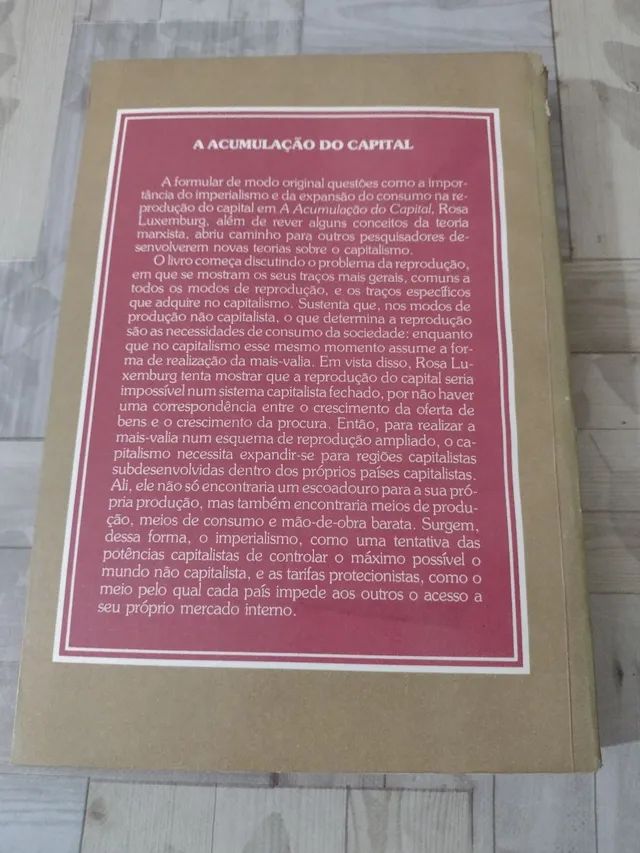 A ACUMULAÇÃO DO CAPITAL
A formular de modo original questões como a impor-
tância do imperialismo e da expansão do consumo na re-
produção do capital em A Acumulação do Capital, Rosa
Luxemburg, além de rever alguns conceitos da teoria
marxista, abriu caminho para outros pesquisadores de-
senvolverem novas teorias sobre o capitalismo.
O livro começa discutindo o problema da reprodução,
em que se mostram os seus traços mais gerais, comuns a
todos os modos de reprodução, e os traços específicos
que adquire no capitalismo. Sustenta que, nos modos de
produção não capitalista, o que determina a reprodução
são as necessidades de consumo da sociedade: enquanto
que no capitalismo esse mesmo momento assume a for-
ma de realização da mais-valia. Em vista disso, Rosa Lu-
xemburg tenta mostrar que a reprodução do capital seria
impossível num sistema capitalista fechado, por não haver
uma correspondência entre o crescimento da oferta de
bens e o crescimento da procura. Então, para realizar a
mais-valia num esquema de reprodução ampliado, o ca-
pitalismo necessita expandir-se para regiões capitalistas
subdesenvolvidas dentro dos próprios países capitalistas.
Ali, ele não só encontraria um escoadouro para a sua pró-
pria produção, mas também encontraria meios de produ-
ção, meios de consumo e mão-de-obra barata. Surgem,
dessa forma, o imperialismo, como uma tentativa das
potências capitalistas de controlar o máximo possível o
mundo não capitalista, e as tarifas protecionistas, como o
meio pelo qual cada país impede aos outros o acesso a
seu próprio mercado interno.